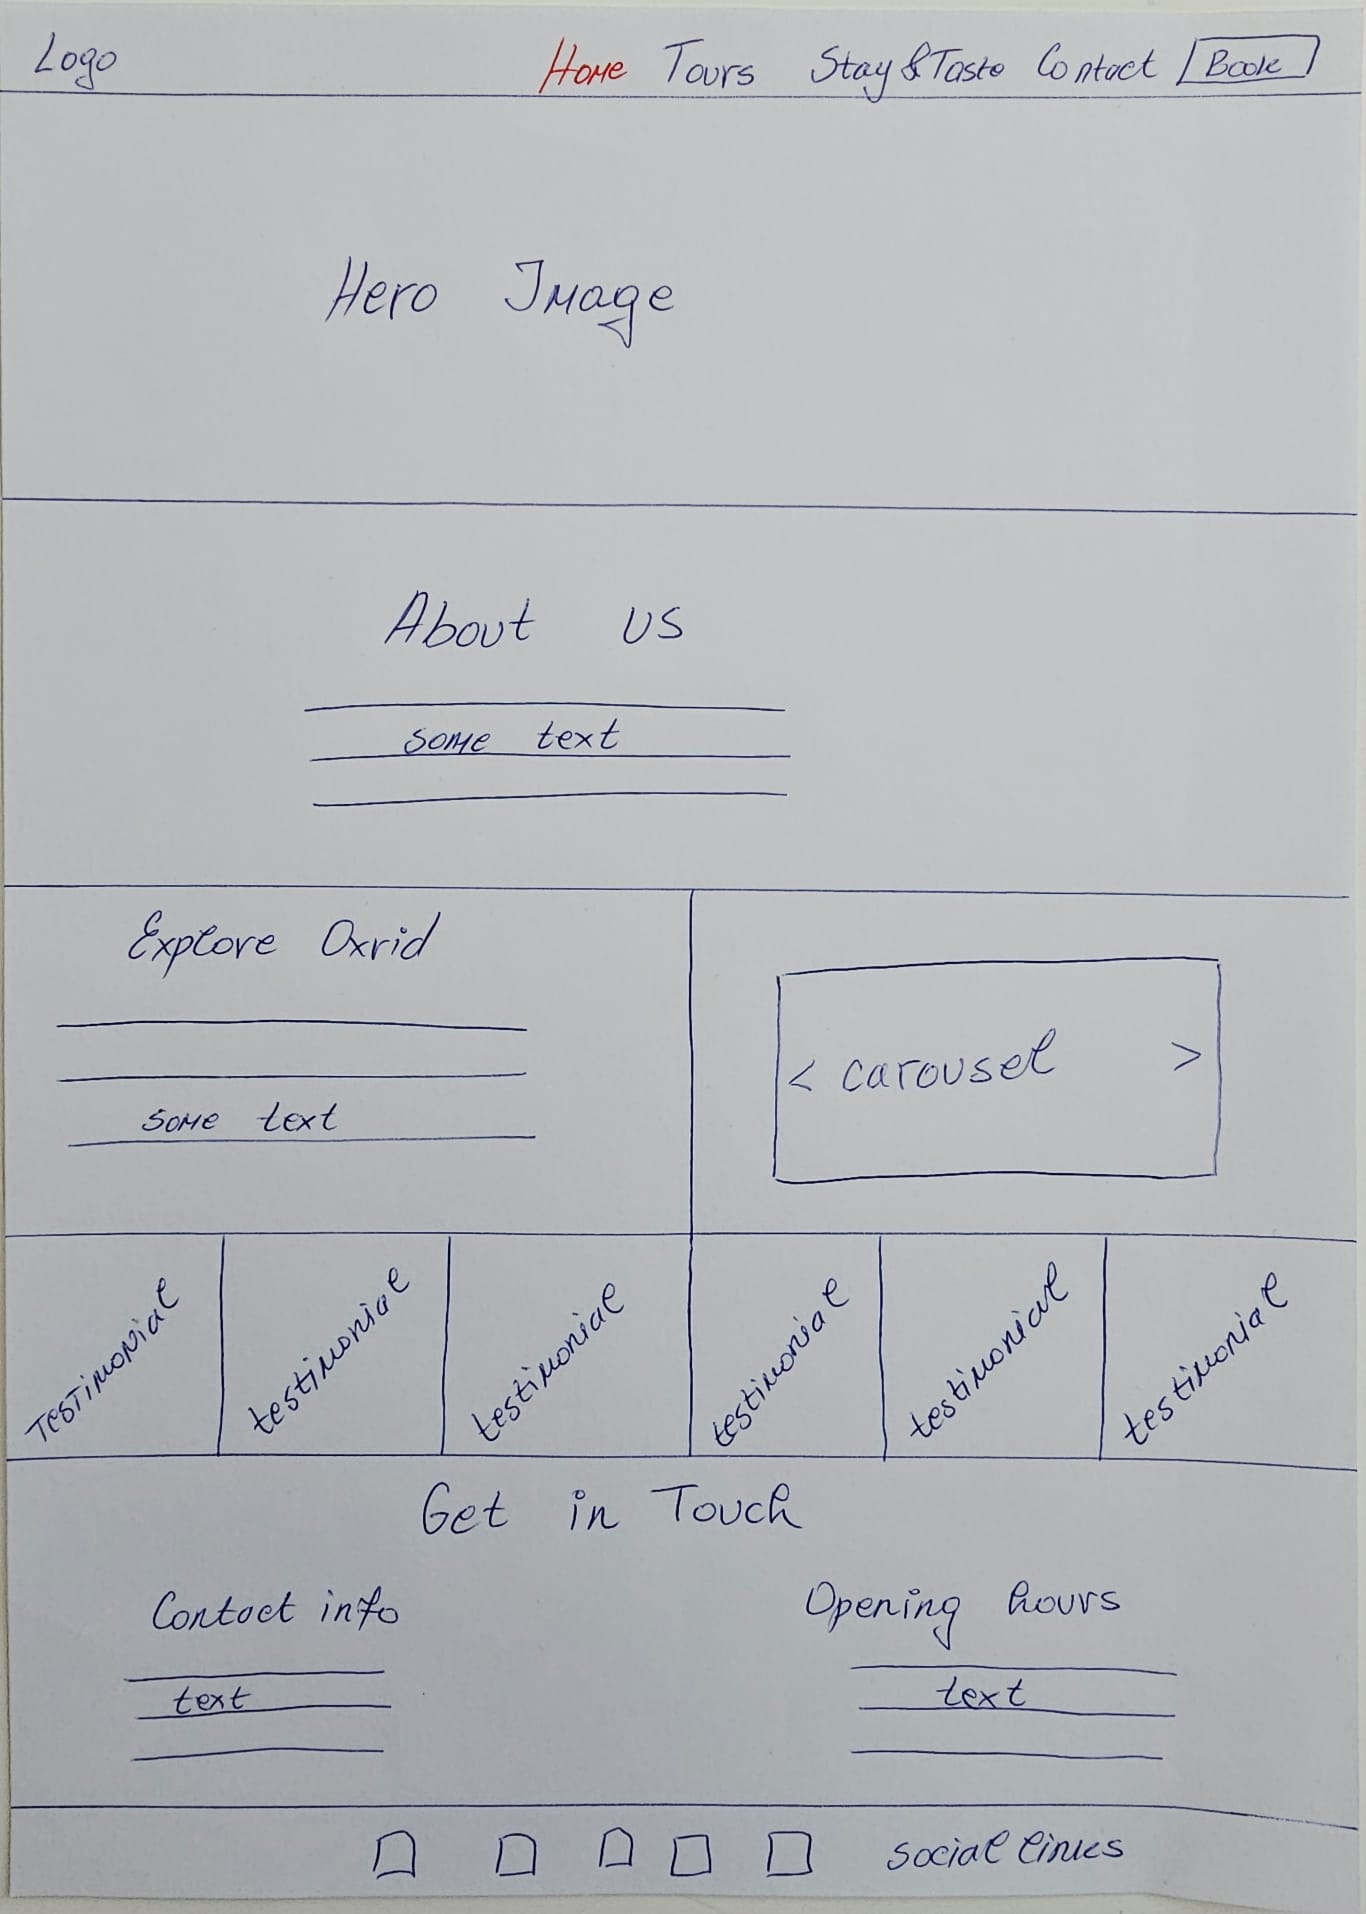 Logo Home Tours Stay & Taste Contact Book
Hero Image
About us
some text
Explore Oxrid
some text
< carousel >
Testimonial testimonial testimonial testimonial testimonial testimonial
Get in Touch
Contact info Opening hours
text text
social links